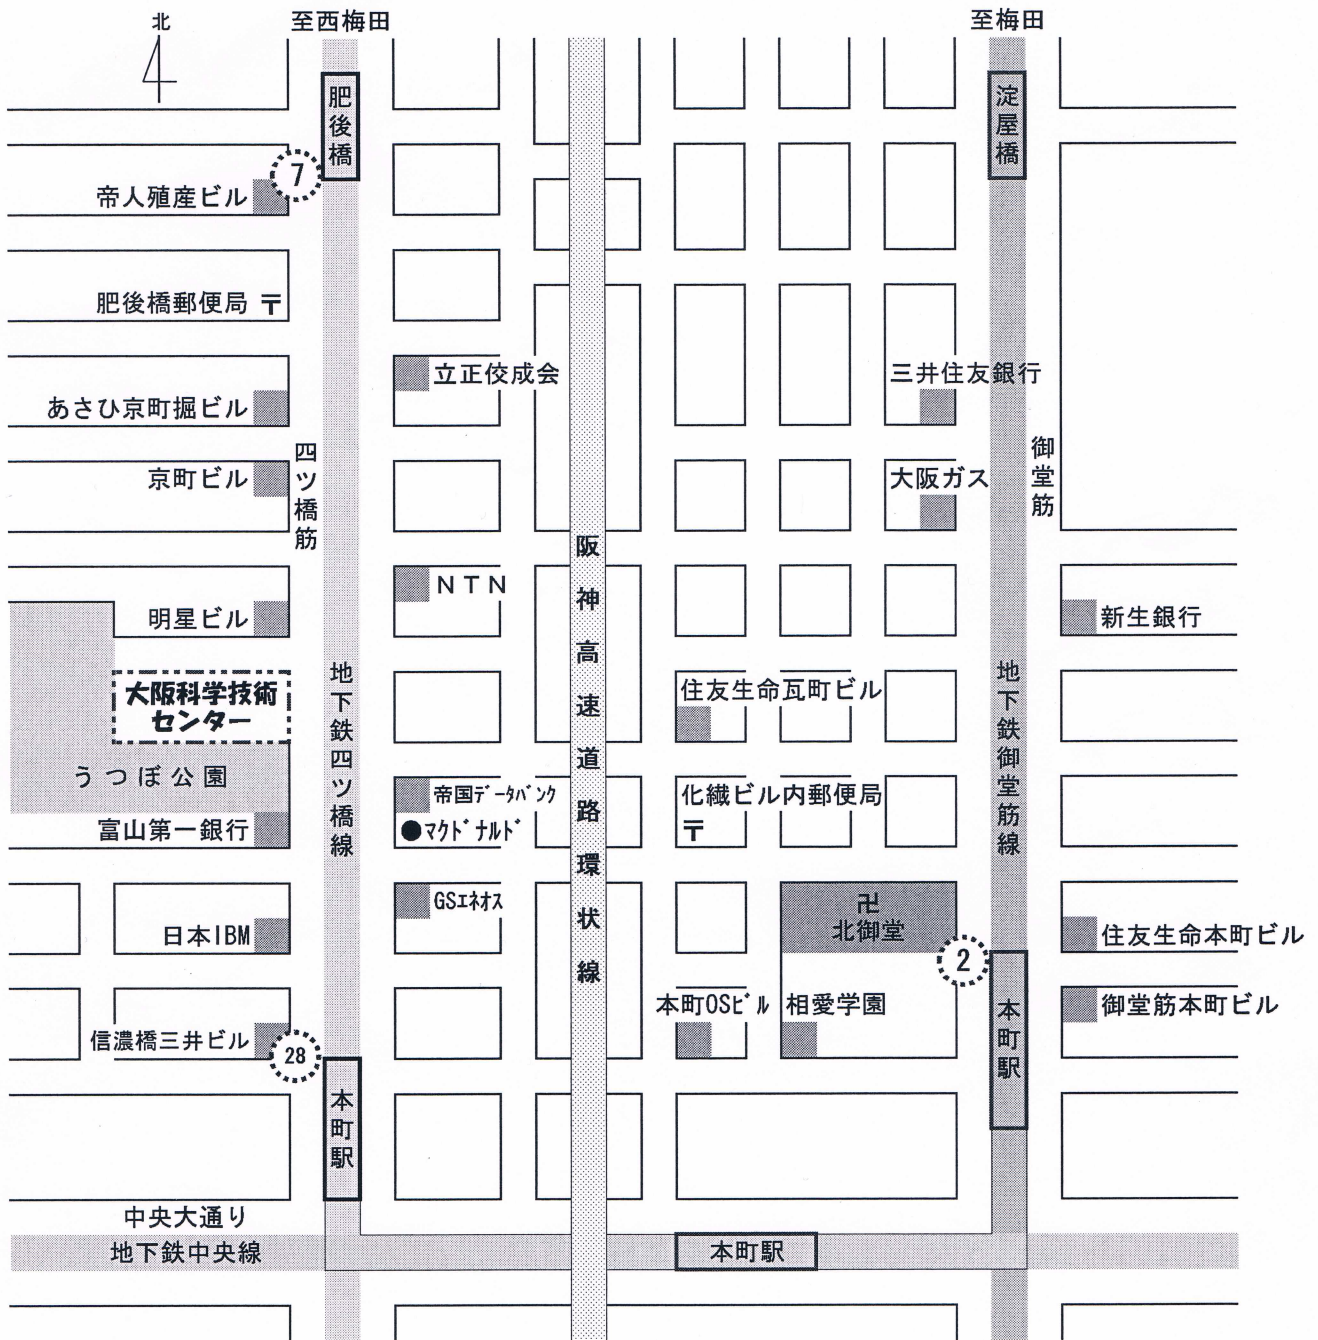 北
至西梅田
至梅田
肥後橋
淀屋橋
7
帝人殖産ビル
肥後橋郵便局 〒
立正佼成会
三井住友銀行
あさひ京町堀ビル
四ツ橋筋
御堂筋
京町ビル
大阪ガス
阪神高速道路環状線
NTN
明星ビル
新生銀行
地下鉄四ツ橋線
地下鉄御堂筋線
大阪科学技術
センター
住友生命瓦町ビル
うつぼ公園
帝国ﾃﾞｰﾀﾊﾞﾝｸ
化繊ビル内郵便局
〒
●ﾏｸﾄﾞﾅﾙﾄﾞ
富山第一銀行
GSｴﾈｵｽ
卍
北御堂
日本IBM
住友生命本町ビル
2
本町OSﾋﾞﾙ
相愛学園
御堂筋本町ビル
本町駅
信濃橋三井ビル
28
本町駅
中央大通り
地下鉄中央線
本町駅